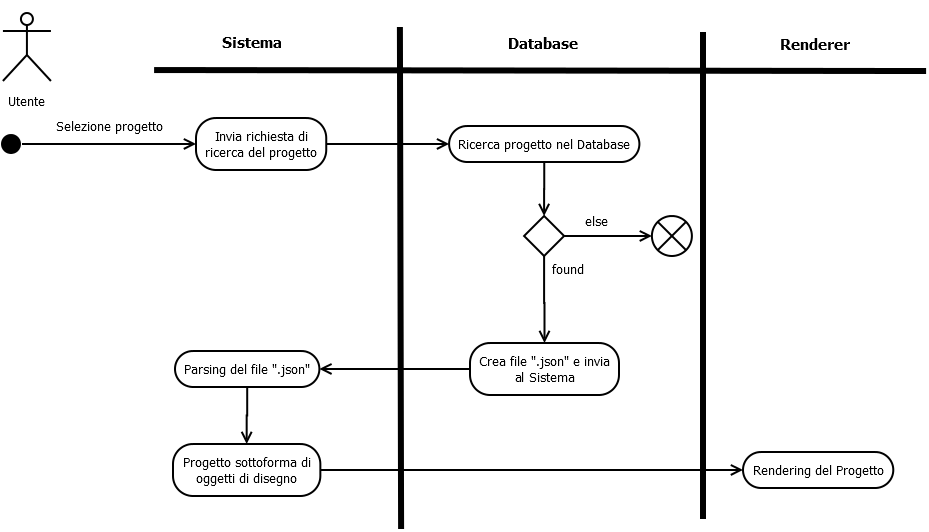 Sistema
Database
Renderer
Utente
Selezione progetto
Invia richiesta di
ricerca del progetto
Ricerca progetto nel Database
else
found
Crea file ".json" e invia
al Sistema
Parsing del file ".json"
Progetto sottoforma di
oggetti di disegno
Rendering del Progetto